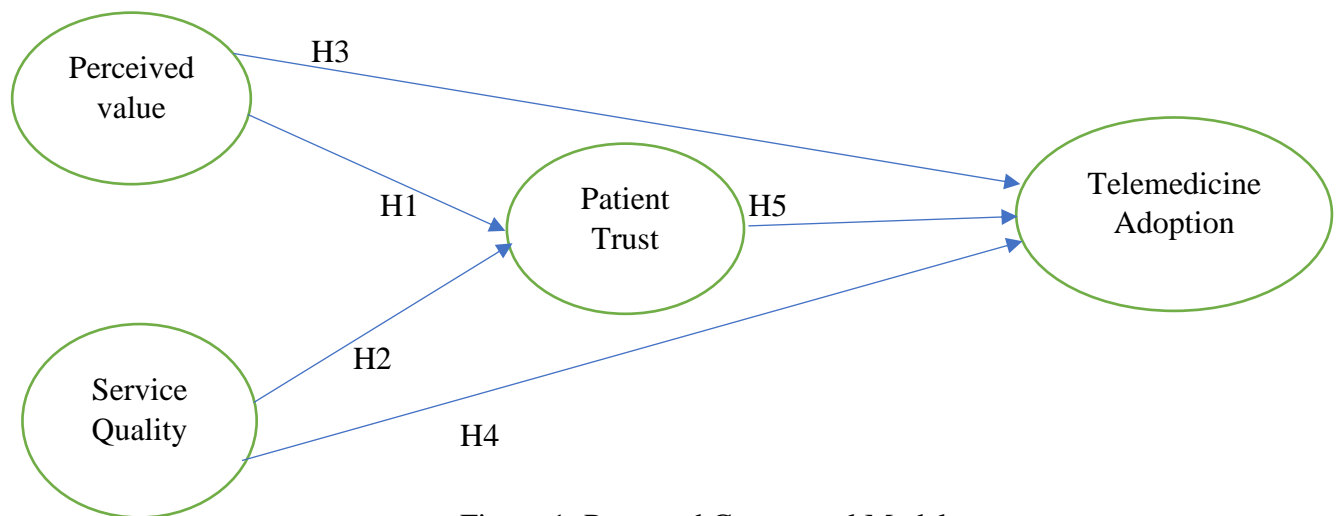 Perceived
value
H3
H1
Patient
Trust
H5
Telemedicine
Adoption
Service
Quality
H2
H4